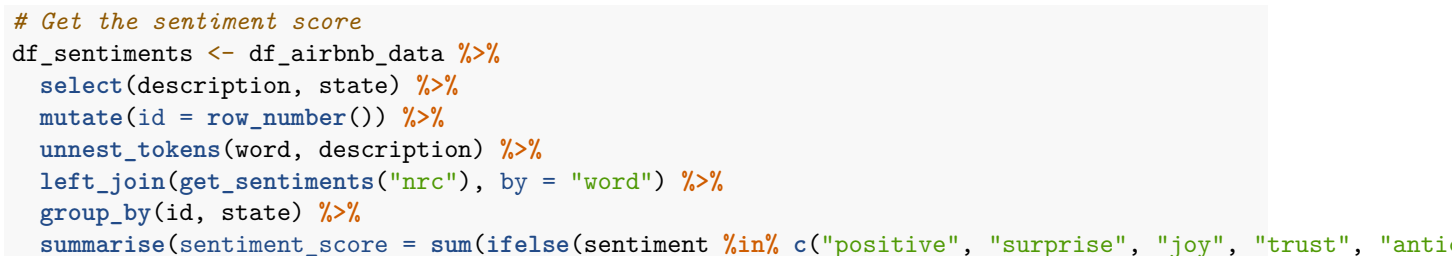 # Get the sentiment score
df_sentiments <- df_airbnb_data %>%
  select(description, state) %>%
  mutate(id = row_number()) %>%
  unnest_tokens(word, description) %>%
  left_join(get_sentiments("nrc"), by = "word") %>%
  group_by(id, state) %>%
  summarise(sentiment_score = sum(ifelse(sentiment %in% c("positive", "surprise", "joy", "trust",